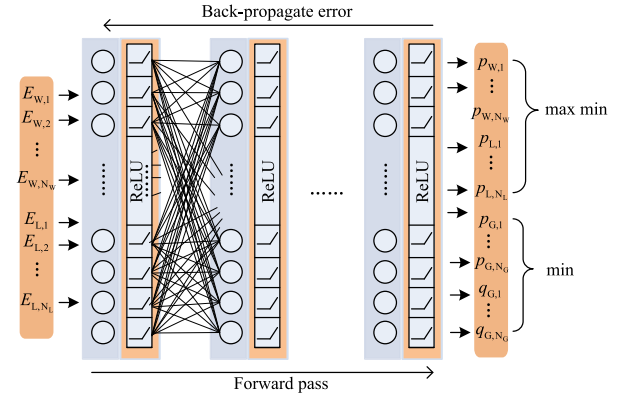 Back-propagate error
E_W,1
E_W,2
...
E_W,N_W
E_L,1
E_L,2
...
E_L,N_L
......
ReLU
......
ReLU
......
......
ReLU
p_W,1
...
p_W,N_W
p_L,1
...
p_L,N_L
p_G,1
...
p_G,N_G
q_G,1
...
q_G,N_G
max min
min
Forward pass